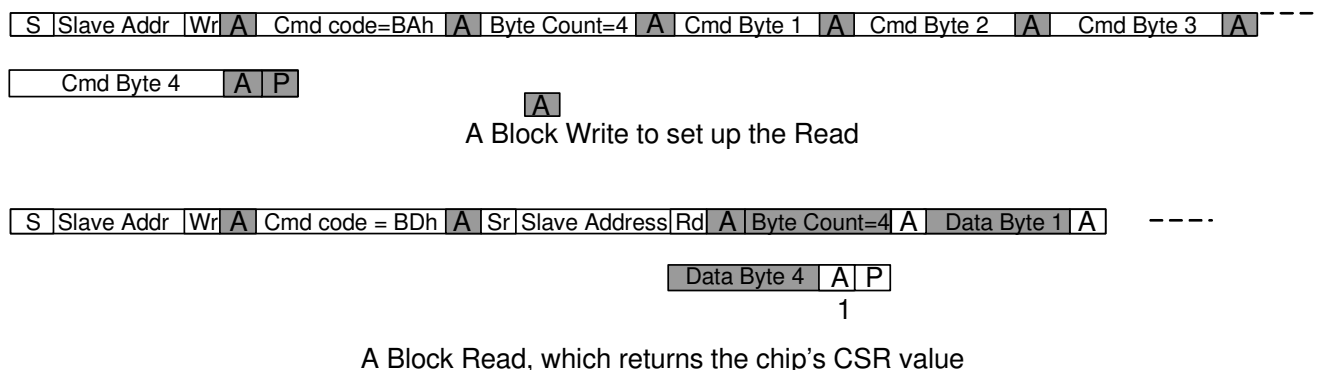 S Slave Addr Wr A Cmd code=BAh A Byte Count=4 A Cmd Byte 1 A Cmd Byte 2 A Cmd Byte 3 A
Cmd Byte 4 A P
A
A Block Write to set up the Read
S Slave Addr Wr A Cmd code = BDh A Sr Slave Address Rd A Byte Count=4 A Data Byte 1 A
Data Byte 4 A P
1
A Block Read, which returns the chip's CSR value